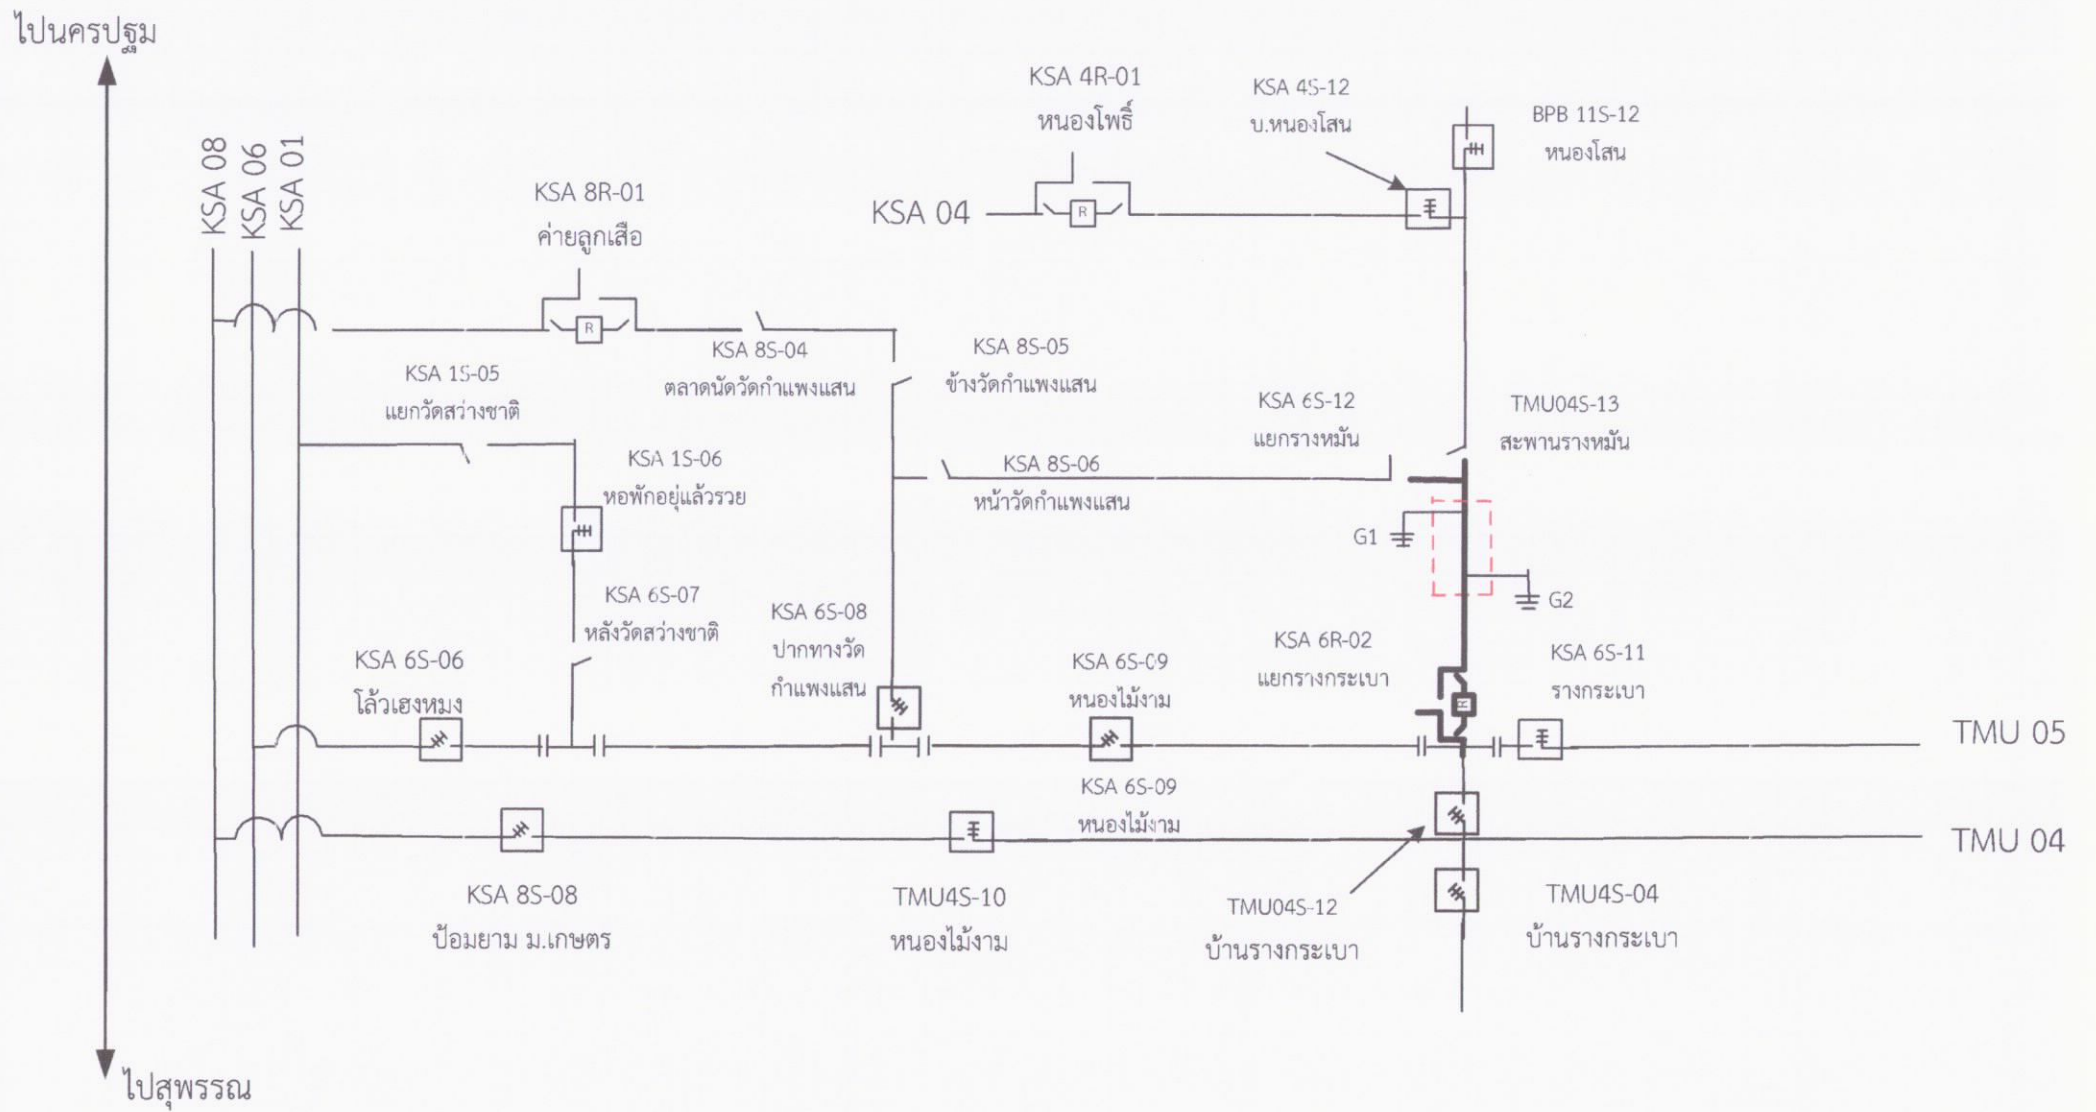 ไปนครปฐม
KSA 08
KSA 06
KSA 01
KSA 8R-01
ค่ายลูกเสือ
KSA 4R-01
หนองโพธิ์
KSA 4S-12
บ.หนองโสน
BPB 11S-12
หนองโสน
KSA 04
R
R
KSA 1S-05
แยกวัดสว่างชาติ
KSA 8S-04
ตลาดนัดวัดกำแพงแสน
KSA 8S-05
ข้างวัดกำแพงแสน
KSA 6S-12
แยกรางหมัน
TMU04S-13
สะพานรางหมัน
KSA 1S-06
หอพักอยู่แล้วรวย
KSA 8S-06
หน้าวัดกำแพงแสน
G1
G2
KSA 6S-07
หลังวัดสว่างชาติ
KSA 6S-08
ปากทางวัด
กำแพงแสน
KSA 6S-06
โล้วเฮงหมง
KSA 6S-09
หนองไม้งาม
KSA 6R-02
แยกรางกระเบา
R
KSA 6S-11
รางกระเบา
TMU 05
KSA 6S-09
หนองไม้งาม
TMU 04
KSA 8S-08
ป้อมยาม ม.เกษตร
TMU4S-10
หนองไม้งาม
TMU04S-12
บ้านรางกระเบา
TMU4S-04
บ้านรางกระเบา
ไปสุพรรณ